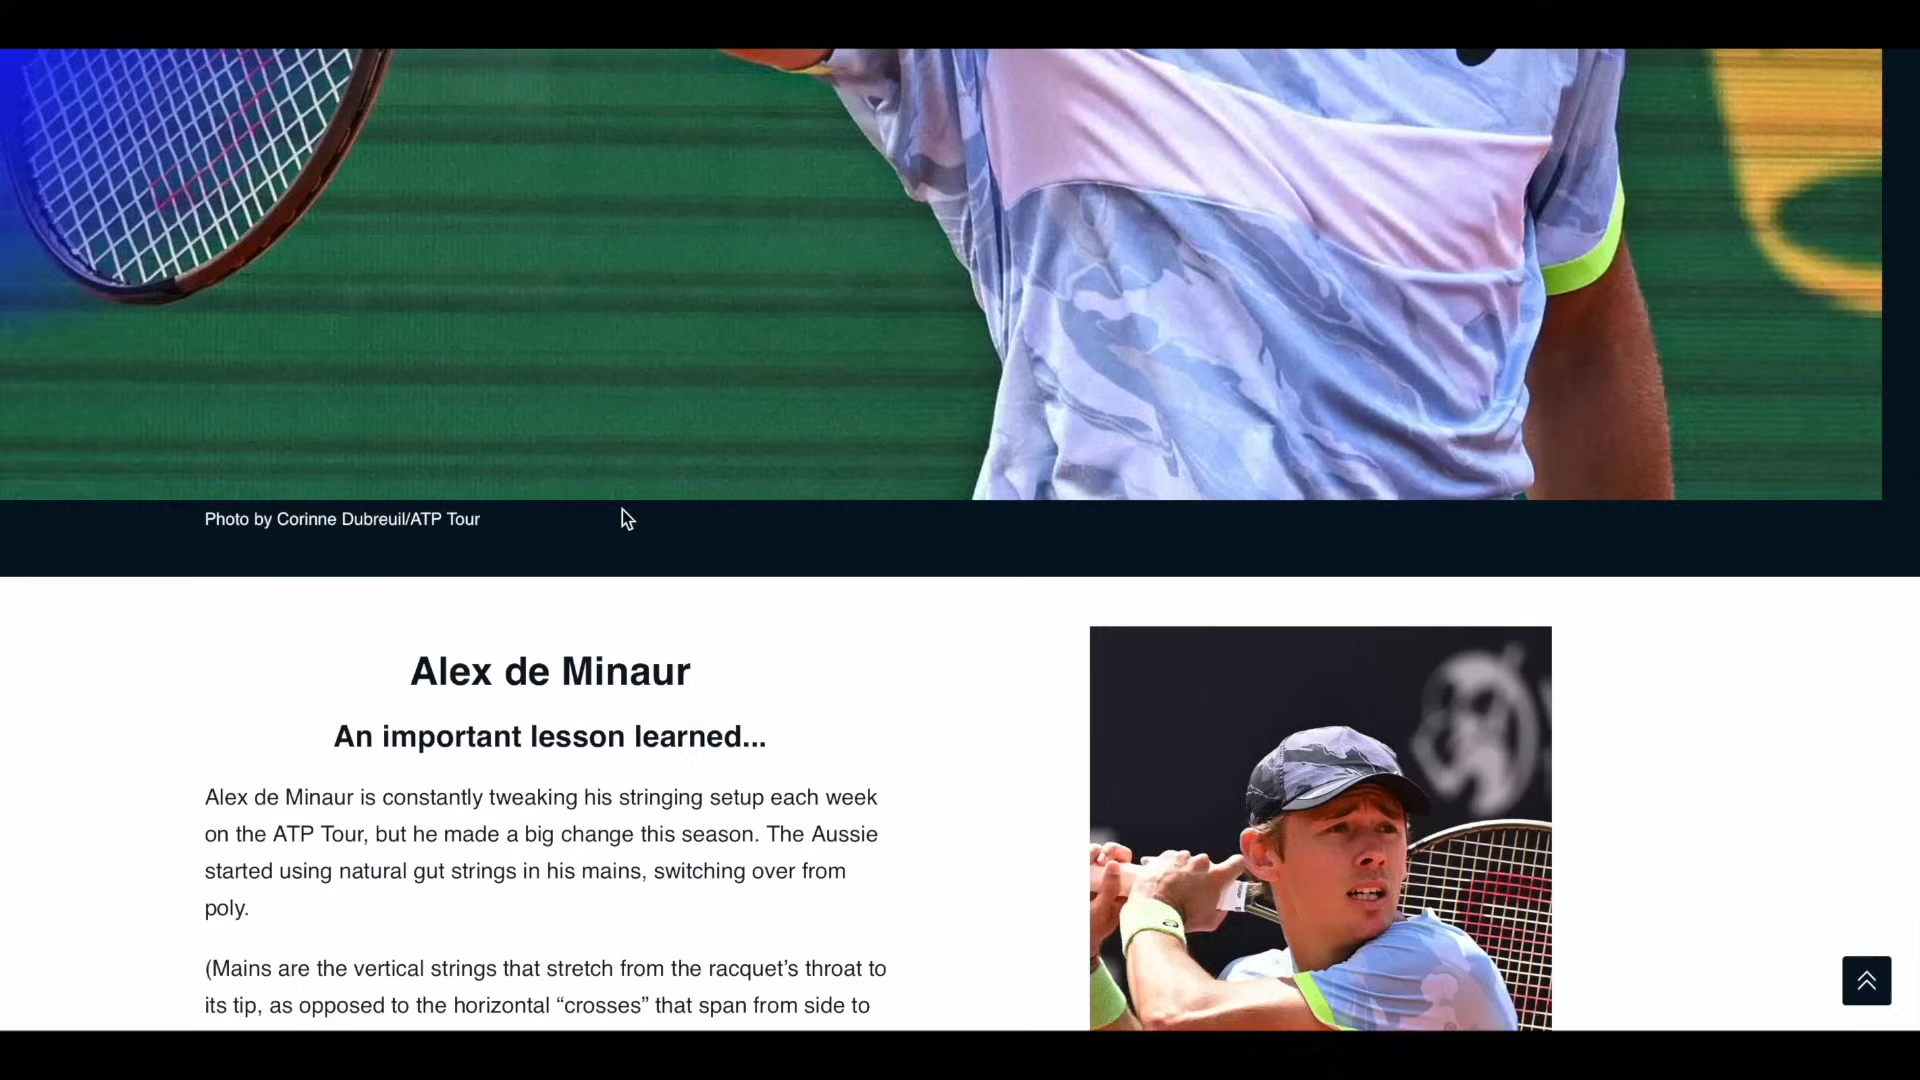 Photo by Corinne Dubreuil/ATP Tour
Alex de Minaur
An important lesson learned...
Alex de Minaur is constantly tweaking his stringing setup each week
on the ATP Tour, but he made a big change this season. The Aussie
started using natural gut strings in his mains, switching over from
poly.
(Mains are the vertical strings that stretch from the racquet’s throat to
its tip, as opposed to the horizontal “crosses” that span from side to